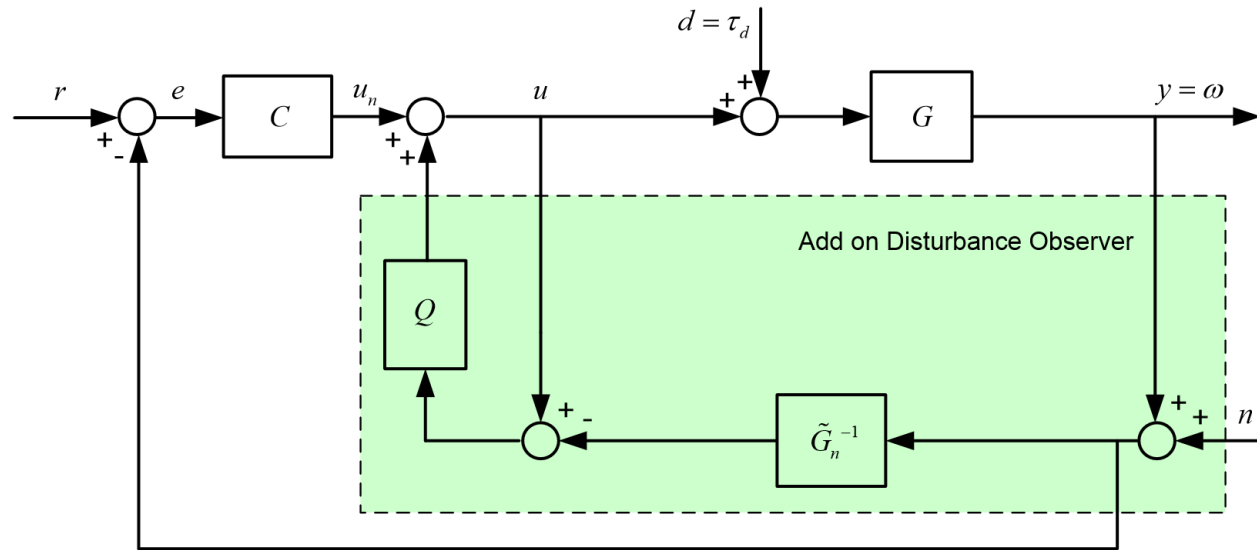 d = τ_d
r
+
-
e
C
u_n
+
+
u
+
+
G
y = ω
Add on Disturbance Observer
Q
+
-
G̃_n^{-1}
+
+
n